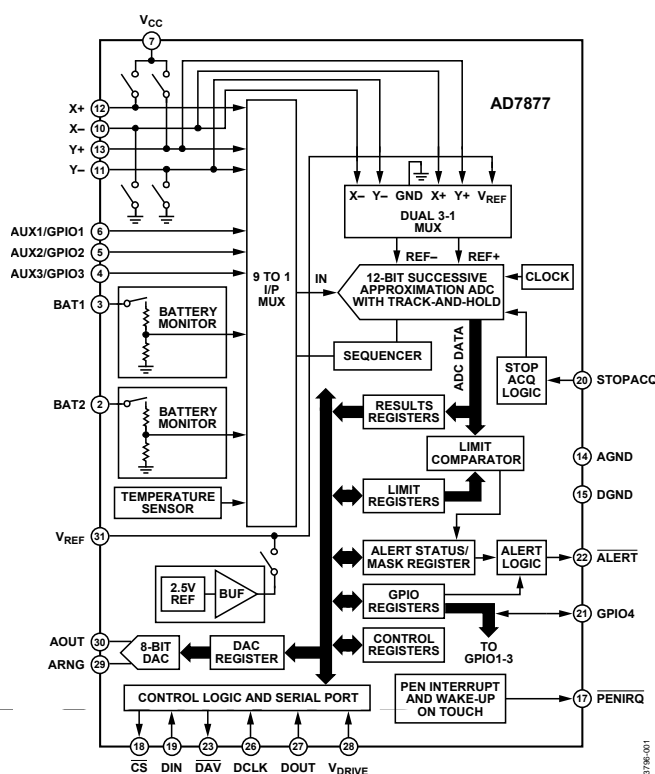 VCC
7
AD7877
X+ 12
X– 10
Y+ 13
Y– 11
X– Y– GND X+ Y+ VREF
DUAL 3-1
MUX
REF– REF+
AUX1/GPIO1 6
AUX2/GPIO2 5
AUX3/GPIO3 4
9 TO 1
I/P
MUX
IN
12-BIT SUCCESSIVE
APPROXIMATION ADC
WITH TRACK-AND-HOLD
CLOCK
BAT1 3
BATTERY
MONITOR
SEQUENCER
ADC DATA
STOP
ACQ
LOGIC
20 STOPACQ
BAT2 2
BATTERY
MONITOR
RESULTS
REGISTERS
LIMIT
COMPARATOR
14 AGND
TEMPERATURE
SENSOR
LIMIT
REGISTERS
15 DGND
VREF 31
ALERT STATUS/
MASK REGISTER
ALERT
LOGIC
22 ALERT
2.5V
REF
BUF
GPIO
REGISTERS
21 GPIO4
TO
GPIO1-3
AOUT 30
ARNG 29
8-BIT
DAC
DAC
REGISTER
CONTROL
REGISTERS
CONTROL LOGIC AND SERIAL PORT
PEN INTERRUPT
AND WAKE-UP
ON TOUCH
17 PENIRQ
18 19 23 26 27 28
CS DIN DAV DCLK DOUT VDRIVE
3796-001